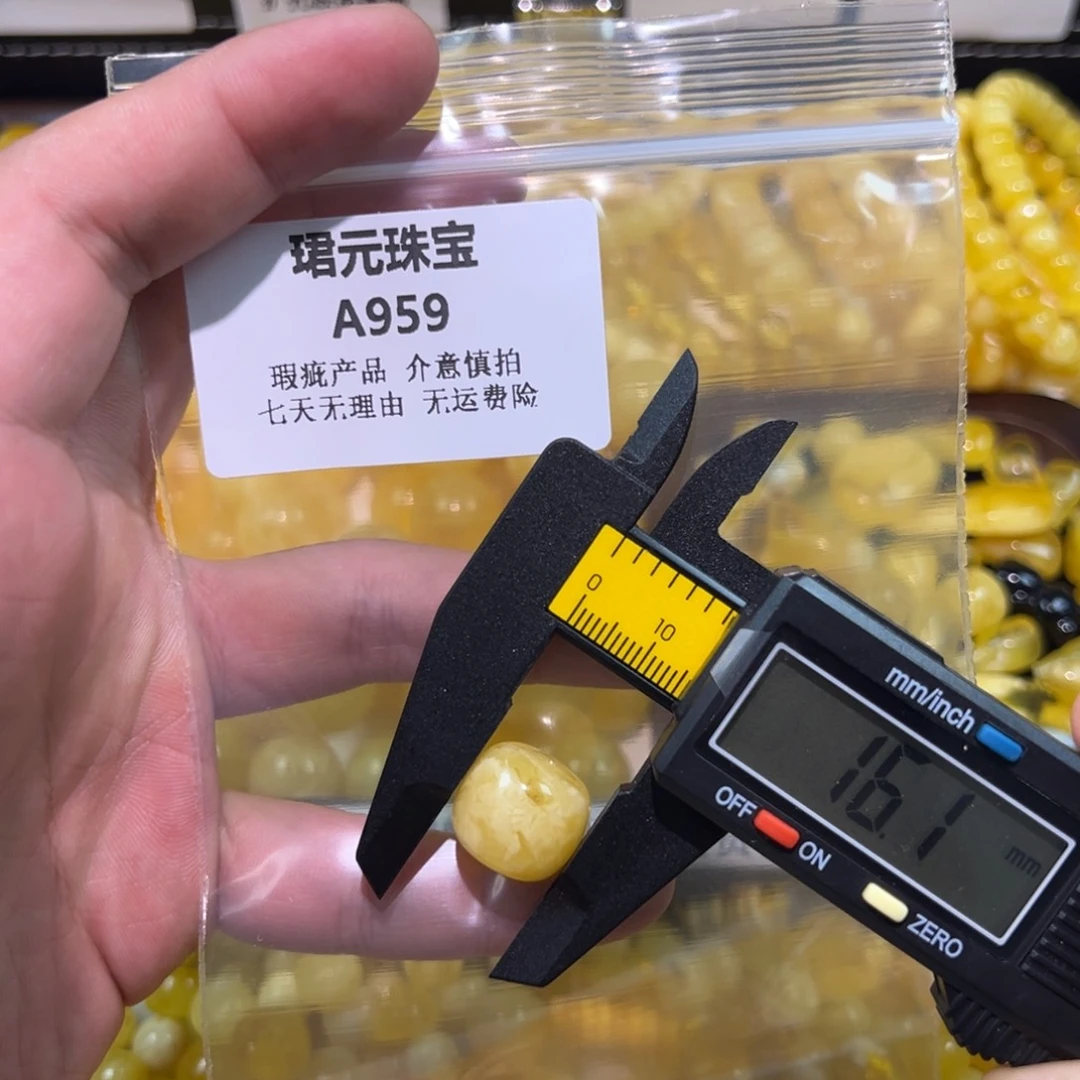 珺元珠宝
A959
瑕疵产品 介意慎拍
七天无理由 无运费险
0
10
mm/inch
16.1
mm
OFF
ON
ZERO